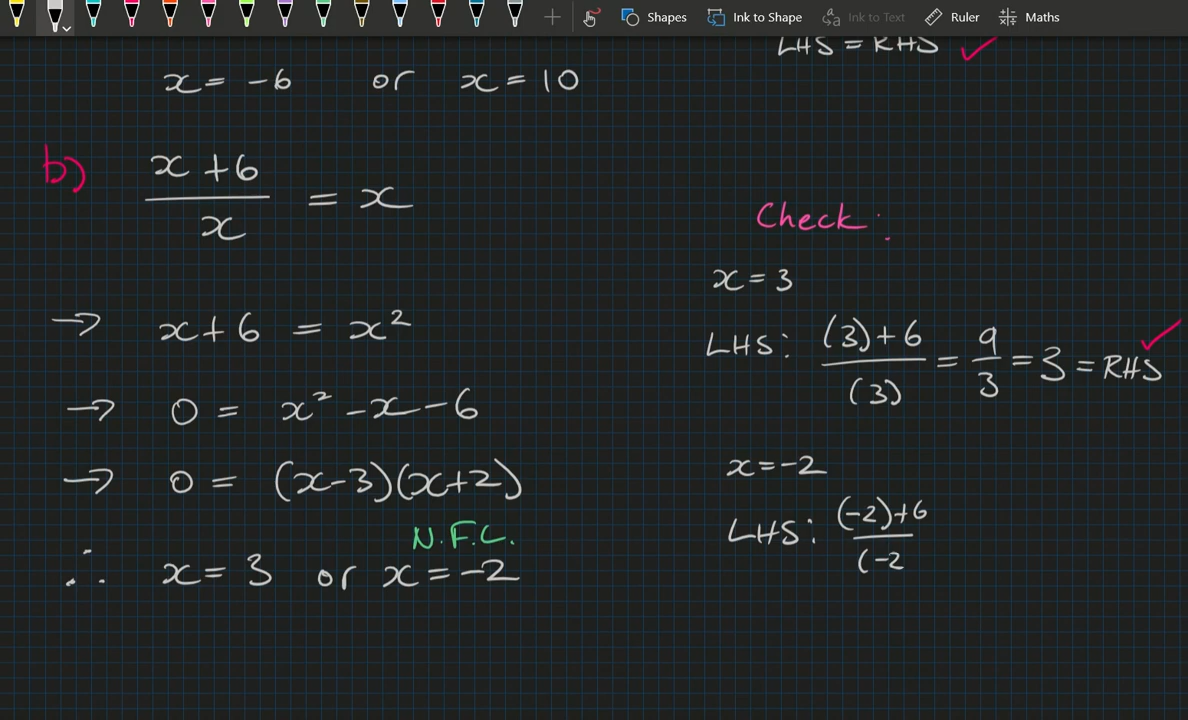 Shapes Ink to Shape Ink to Text Ruler Maths
LHS = RHS ✓
x = -6 or x = 10
b) (x + 6)/x = x
→ x + 6 = x²
→ 0 = x² - x - 6
→ 0 = (x-3)(x+2)
N.F.C.
∴ x = 3 or x = -2
Check:
x = 3
LHS: ((3) + 6)/(3) = 9/3 = 3 = RHS ✓
x = -2
LHS: ((-2) + 6)/(-2